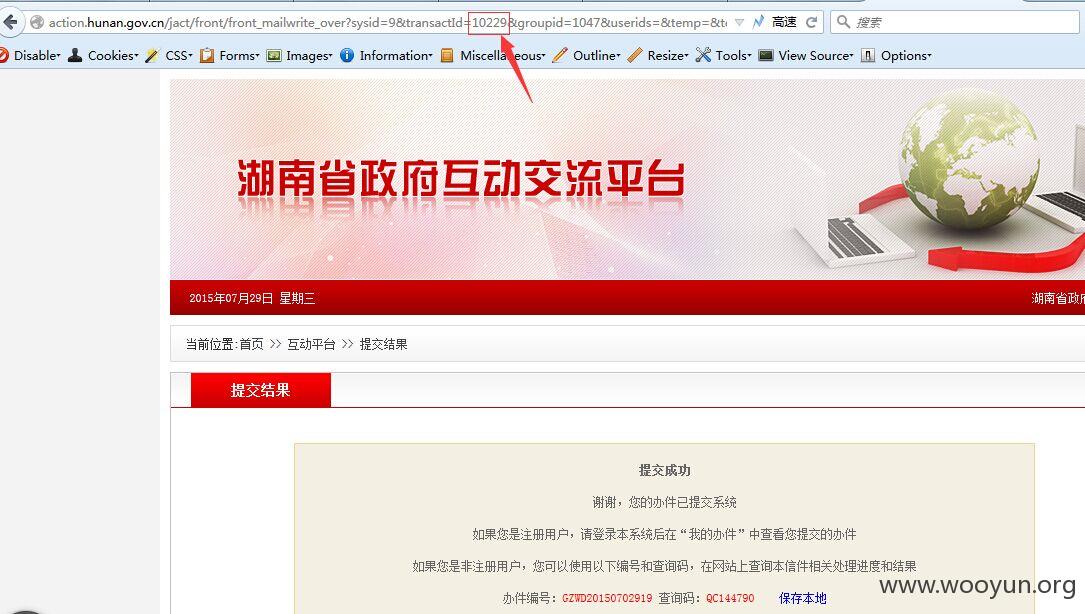 action.hunan.gov.cn/jact/front/front_mailwrite_over?sysid=9&transactId=10229&groupid=1047&userids=&temp=&t 高速 搜索
Disable Cookies CSS Forms Images Information Miscellaneous Outline Resize Tools View Source Options
湖南省政府互动交流平台
2015年07月29日 星期三 湖南省政府
当前位置:首页 >> 互动平台 >> 提交结果
提交结果
提交成功
谢谢，您的办件已提交系统
如果您是注册用户，请登录本系统后在“我的办件”中查看您提交的办件
如果您是非注册用户，您可以使用以下编号和查询码，在网站上查询本信件相关处理进度和结果
www.wooyun.org
办件编号：GZWD20150702919 查询码：QC144790 保存本地